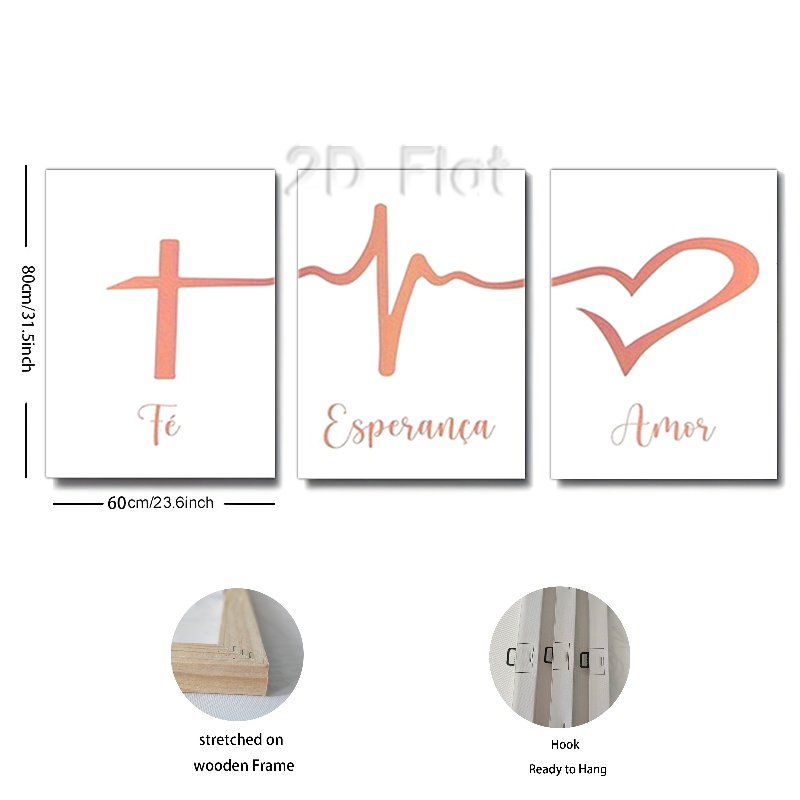 2D Flat
80cm/31.5inch
Fé
Esperança
Amor
60cm/23.6inch
stretched on
wooden Frame
Hook
Ready to Hang